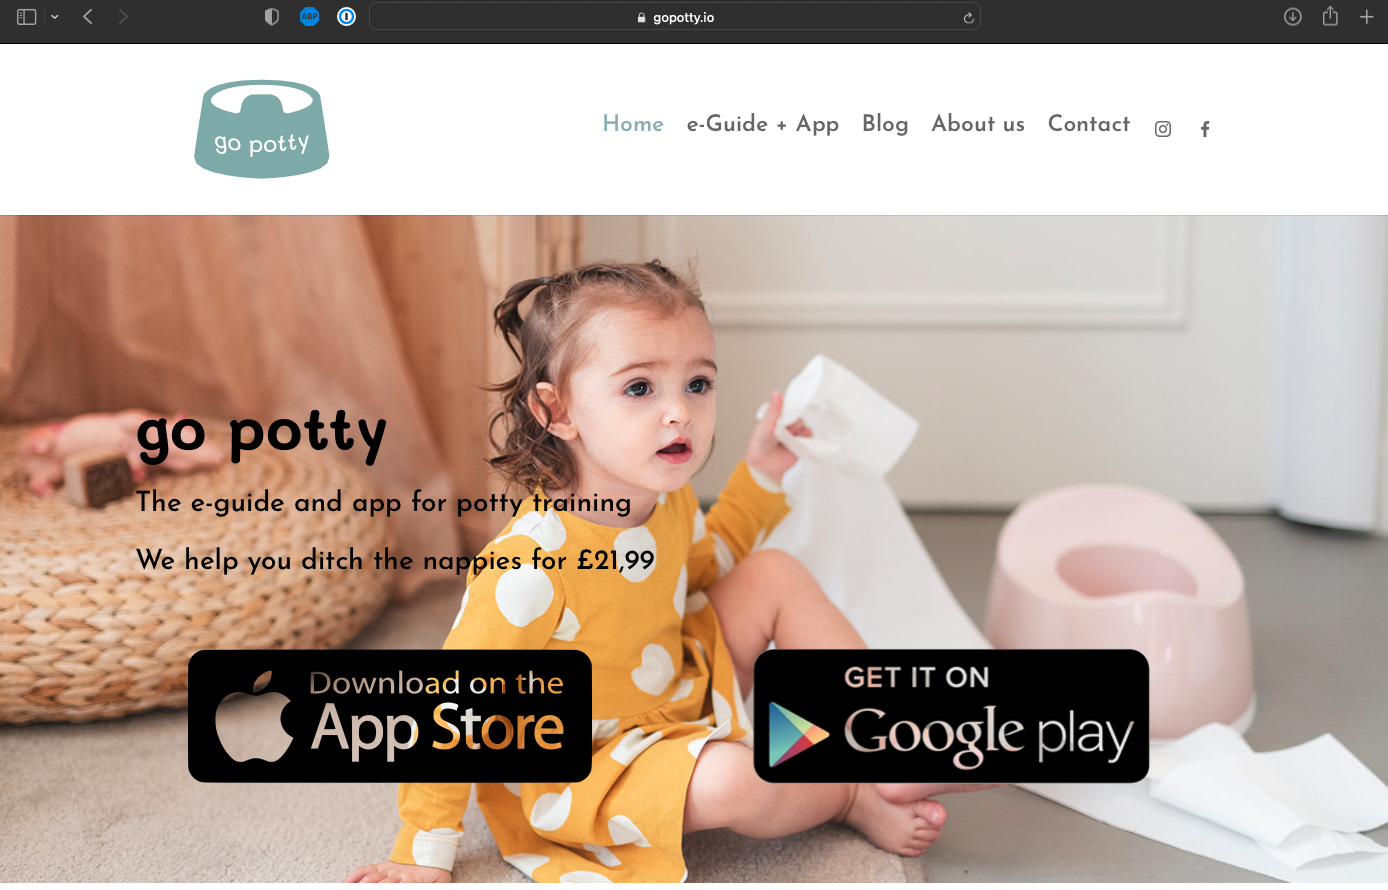 ABP
gopotty.io
go potty
Home e-Guide + App Blog About us Contact
go potty
The e-guide and app for potty training
We help you ditch the nappies for £21,99
Download on the
App Store
GET IT ON
Google play